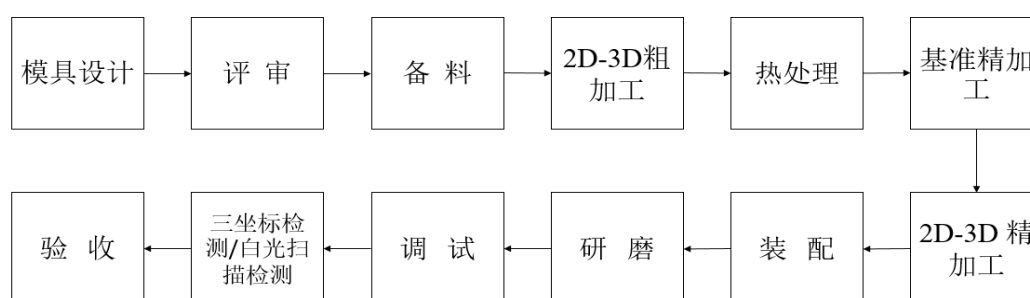 模具设计
评 审
备 料
2D-3D粗
加工
热处理
基准精加
工
验 收
三坐标检
测/白光扫
描检测
调 试
研 磨
装 配
2D-3D 精
加工